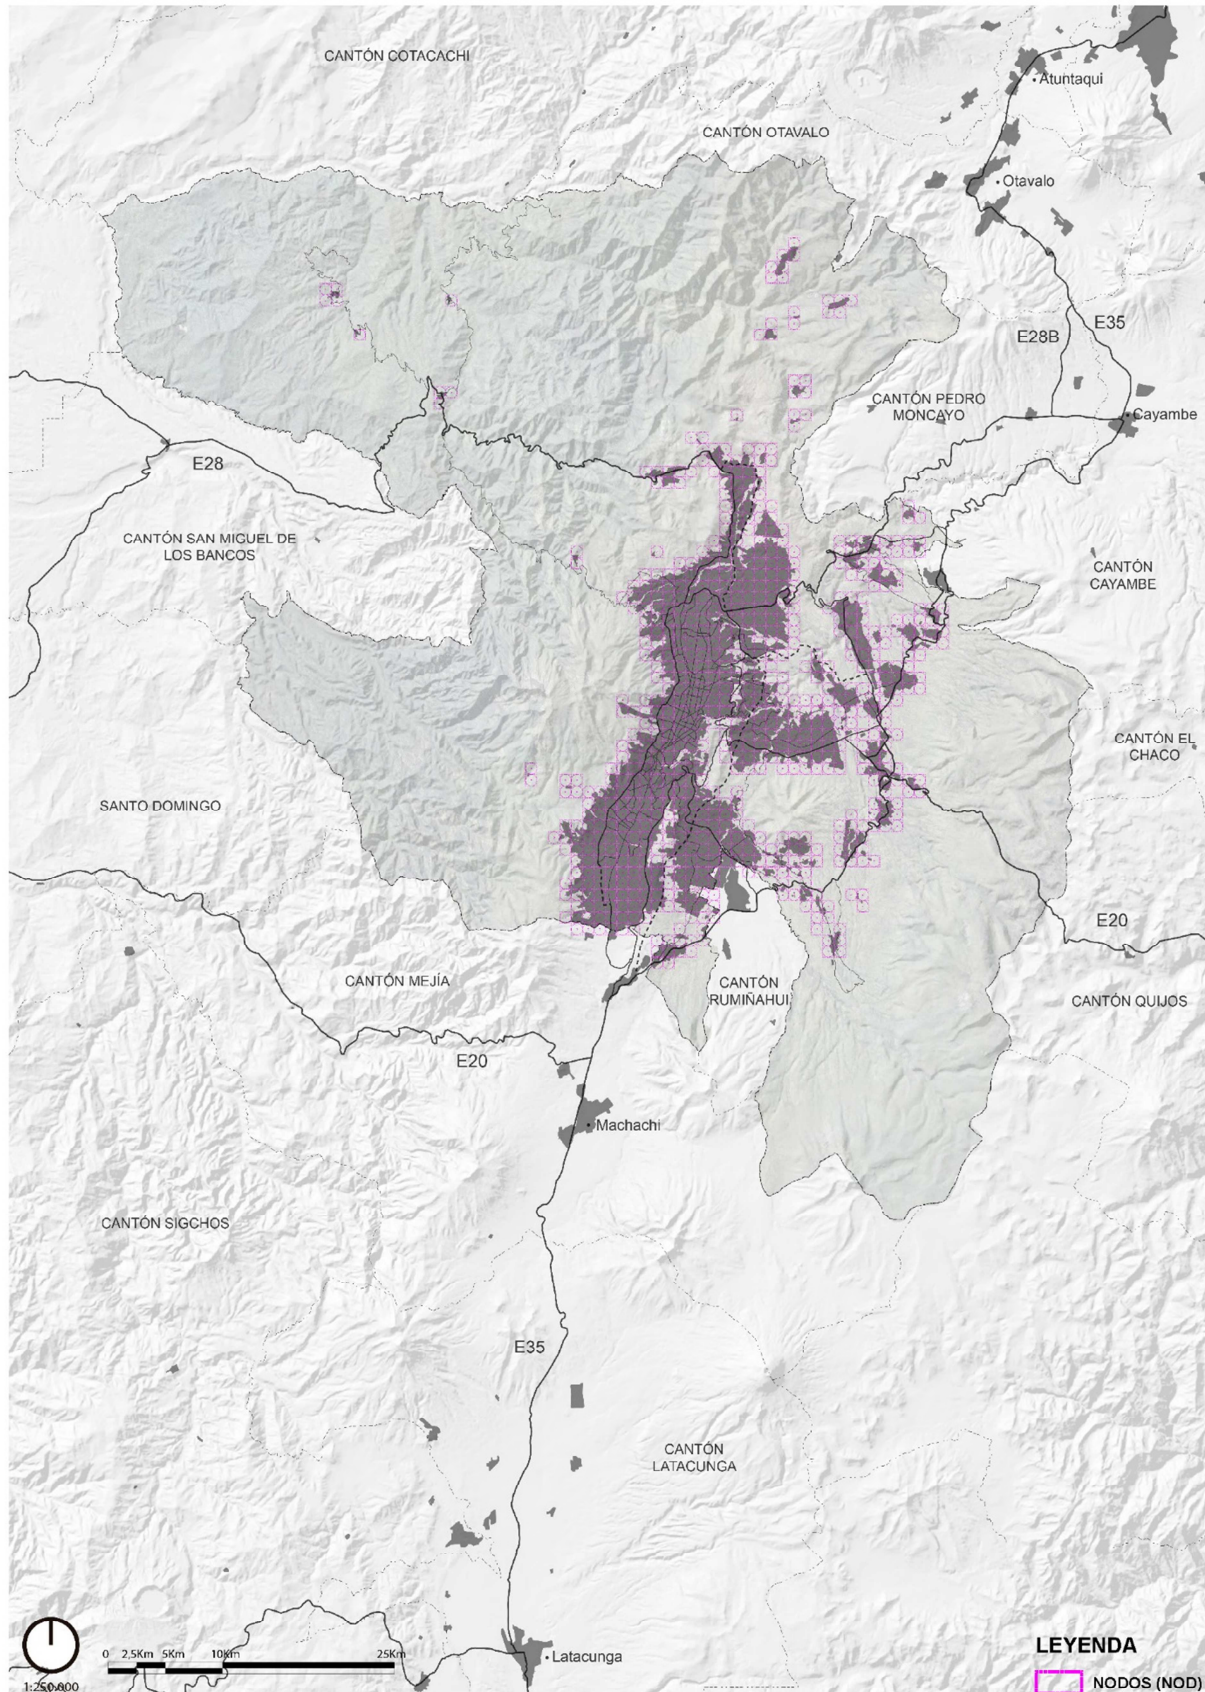 CANTÓN COTACACHI
Atuntaqui
CANTÓN OTAVALO
Otavalo
E28B
E35
CANTÓN PEDRO
MONCAYO
Cayambe
E28
CANTÓN SAN MIGUEL DE
LOS BANCOS
CANTÓN
CAYAMBE
CANTÓN EL
CHACO
SANTO DOMINGO
E20
CANTÓN MEJÍA
CANTÓN
RUMIÑAHUI
CANTÓN QUIJOS
E20
Machachi
CANTÓN SIGCHOS
E35
CANTÓN
LATACUNGA
Latacunga
0 2,5Km 5Km 10Km 25Km
1:250.000
LEYENDA
NODOS (NOD)